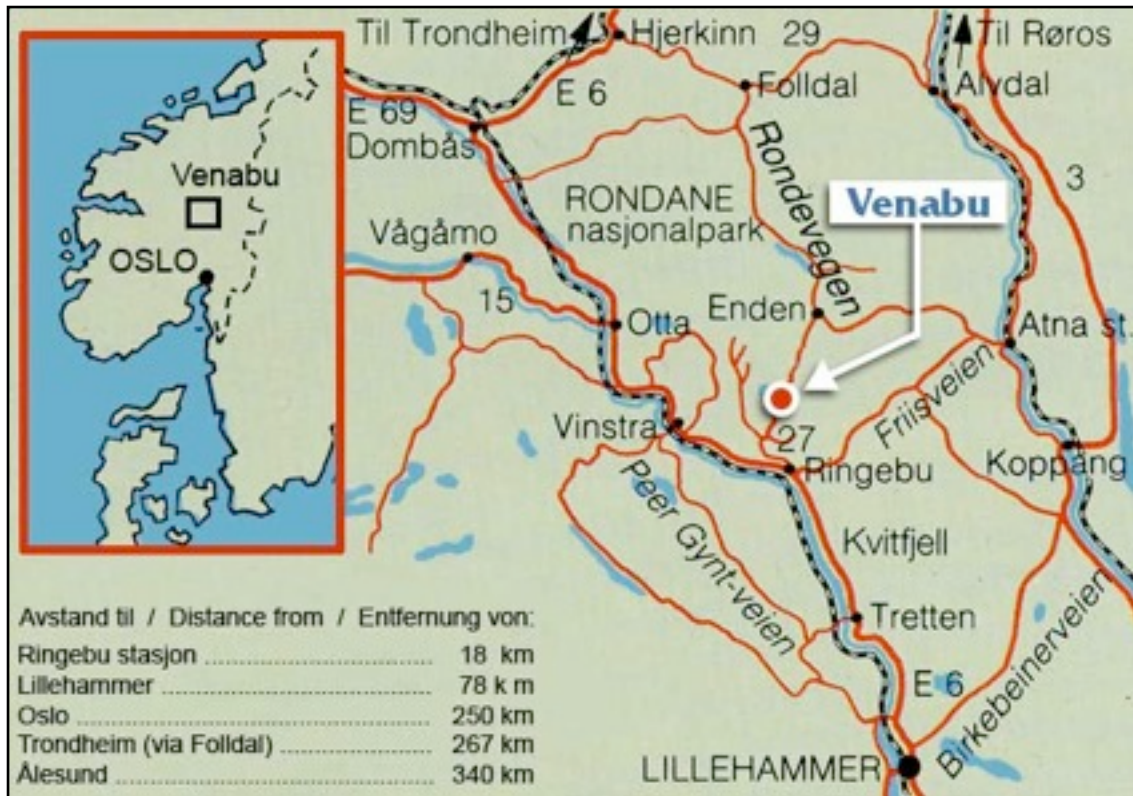 Til Trondheim
Hjerkinn
29
Til Røros
E 6
Folldal
Alvdal
E 69
Dombås
Rondevegen
3
Venabu
Venabu
RONDANE
nasjonalpark
Vågåmo
OSLO
15
Otta
Enden
Atna st.
Friisveien
Vinstra
27
Ringebu
Koppang
Peer Gynt-veien
Kvitfjell
Tretten
E 6
Birkebeinerveien
LILLEHAMMER
Avstand til / Distance from / Entfernung von:
Ringebu stasjon ........................ 18 km
Lillehammer ........................ 78 k m
Oslo ........................ 250 km
Trondheim (via Folldal) ........................ 267 km
Ålesund ........................ 340 km